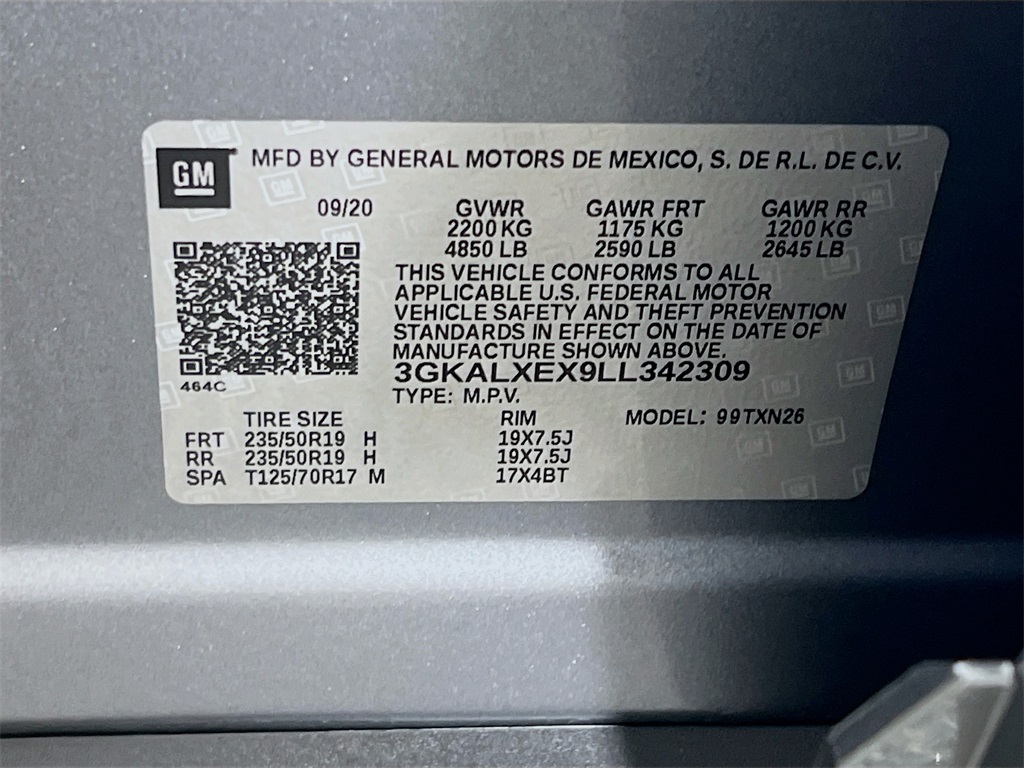 GM MFD BY GENERAL MOTORS DE MEXICO, S. DE R.L. DE C.V.
09/20 GVWR GAWR FRT GAWR RR
2200 KG 1175 KG 1200 KG
4850 LB 2590 LB 2645 LB
THIS VEHICLE CONFORMS TO ALL
APPLICABLE U.S. FEDERAL MOTOR
VEHICLE SAFETY AND THEFT PREVENTION
STANDARDS IN EFFECT ON THE DATE OF
MANUFACTURE SHOWN ABOVE.
3GKALXEX9LL342309
464C
TYPE: M.P.V.
TIRE SIZE RIM MODEL: 99TXN26
FRT 235/50R19 H 19X7.5J
RR 235/50R19 H 19X7.5J
SPA T125/70R17 M 17X4BT